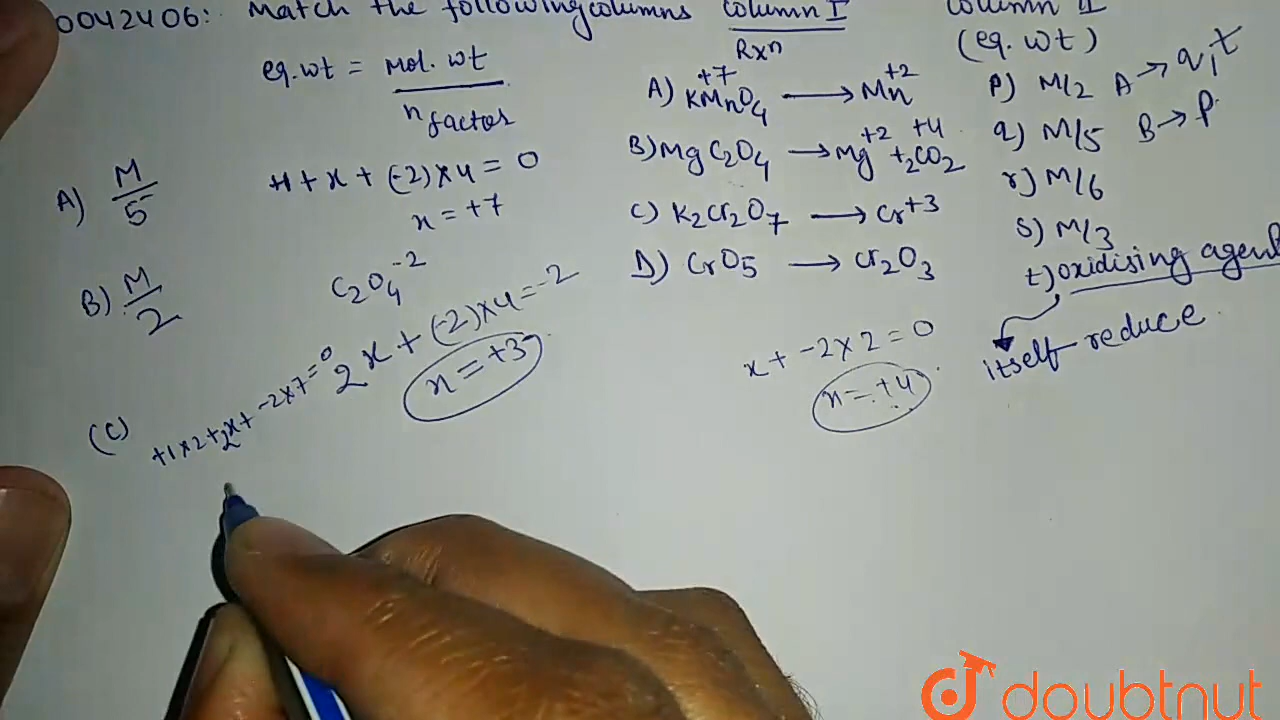 0042406: Match the following columns Column I Column II
Rxn (eq. wt)
eq. wt = Mol. wt / n factor
A) KMnO4 ⟶ Mn
+7 +2
P) M/2 A → q, t
B) MgC2O4 ⟶ Mg +2CO2
+2 +4
q) M/5 B → P
r) M/6
C) K2Cr2O7 ⟶ Cr+3
s) M/3
D) CrO5 ⟶ Cr2O3
t) oxidising agent
itself reduce
A) M/5
+1 + x + (-2)×4 = 0
x = +7
B) M/2
C2O4-2
2x + (-2)×4 = -2
x = +3
x + -2×2 = 0
x = +4
(C) +1×2+2x+ -2×7=0
doubtnut